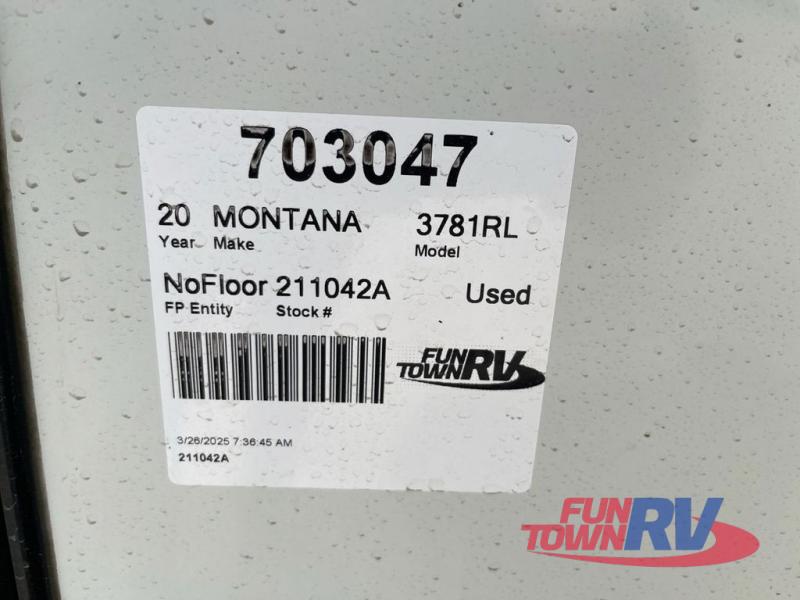 703047
20 MONTANA 3781RL
Year Make Model
NoFloor 211042A Used
FP Entity Stock #
FUN
TOWN RV
3/26/2025 7:36:45 AM
211042A
FUN
TOWN RV